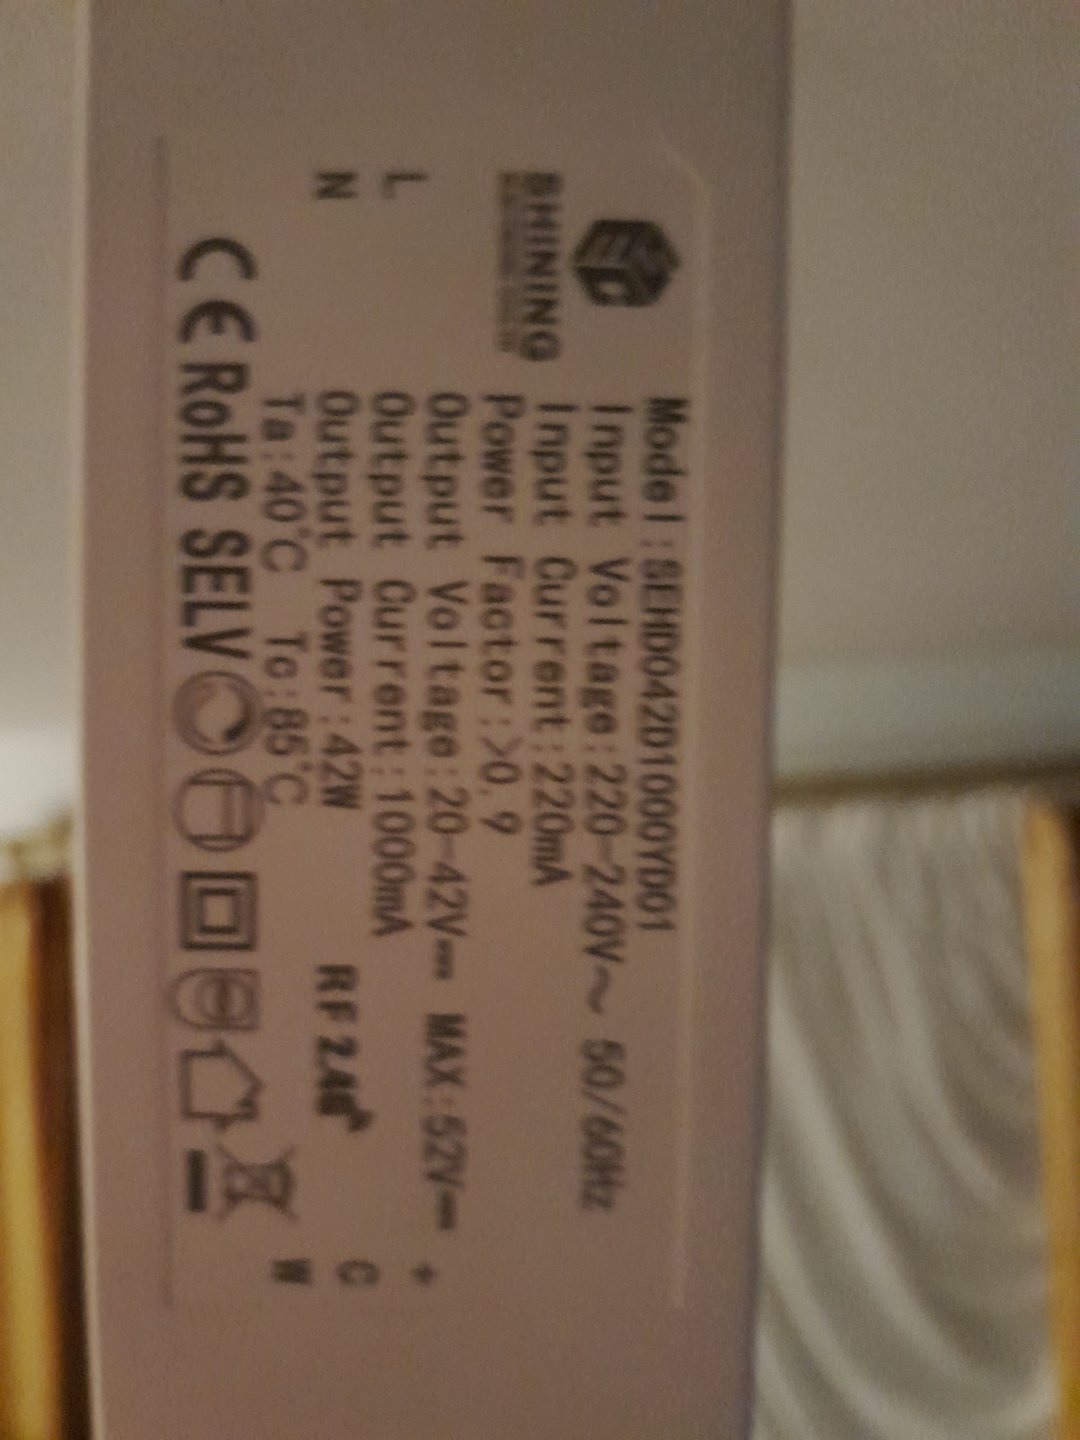 SHINING
Model:SEHD042D1000YD01
Input Voltage:220-240V~ 50/60Hz
Input Current:220mA
Power Factor:>0.9
Output Voltage:20-42V⎓ MAX:52V⎓
Output Current:1000mA
Output Power:42W
RF 2.4G
Ta:40°C Tc:85°C
L
N
+
C
W
CE RoHS SELV